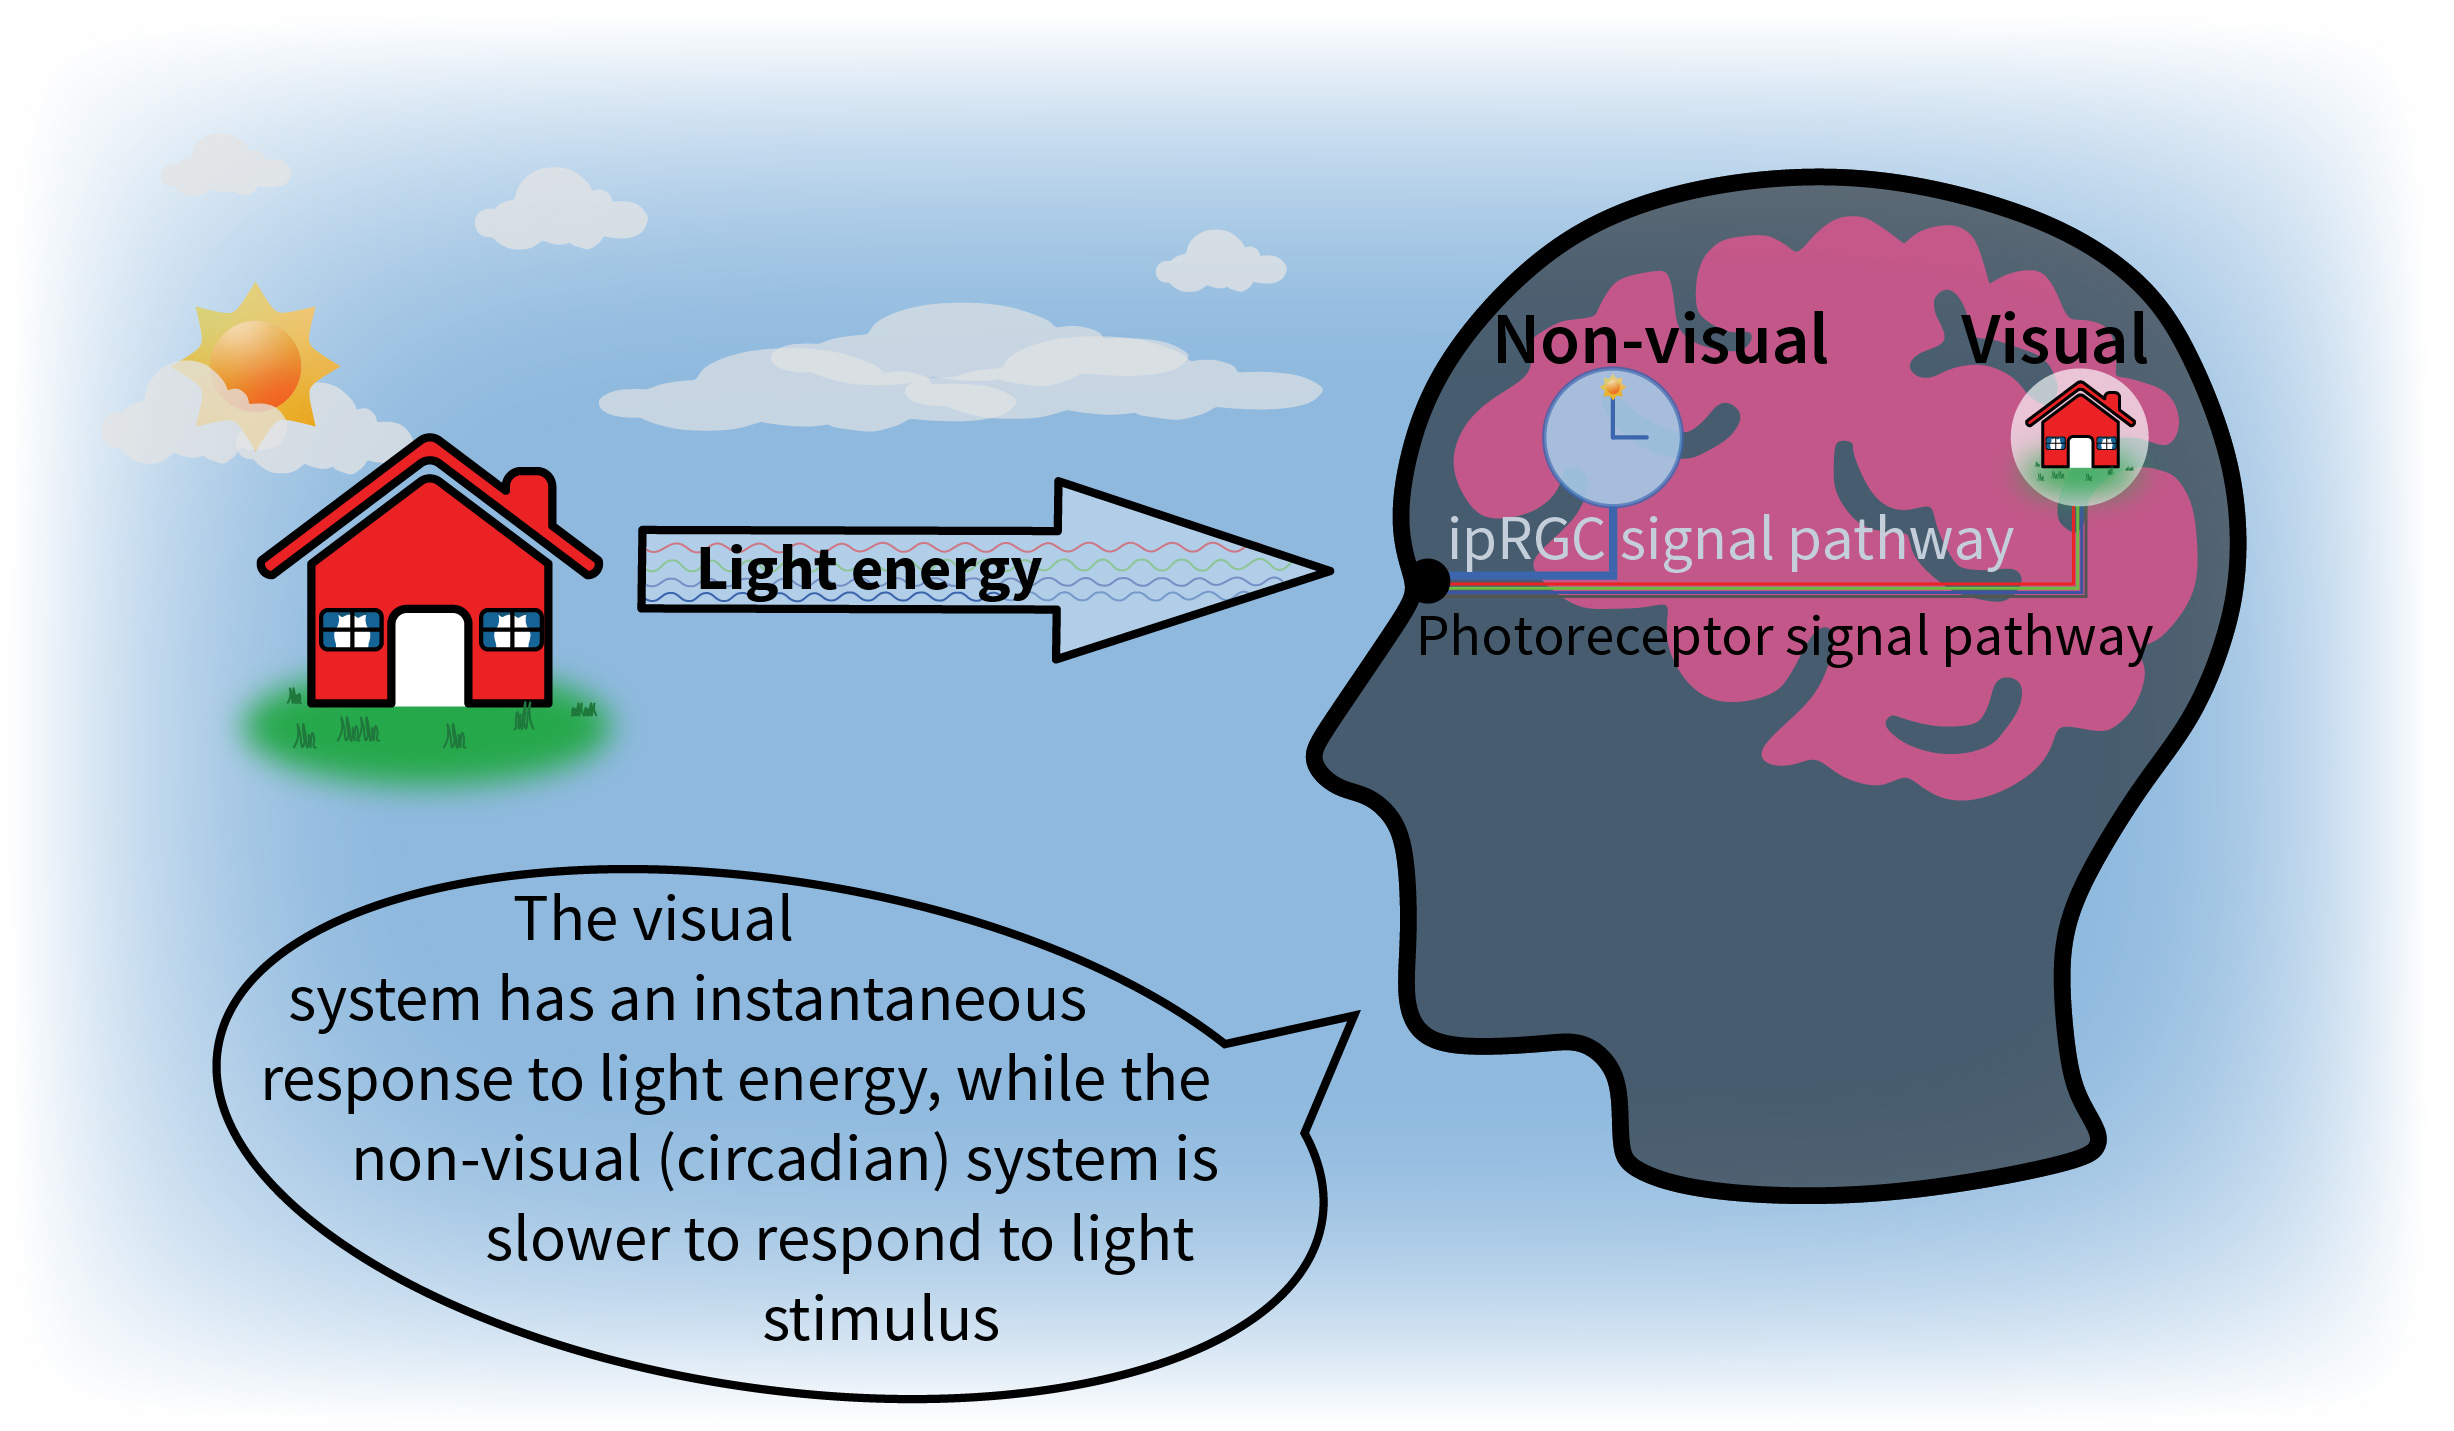 Non-visual
Visual
Light energy
ipRGC signal pathway
Photoreceptor signal pathway
The visual
system has an instantaneous
response to light energy, while the
non-visual (circadian) system is
slower to respond to light
stimulus